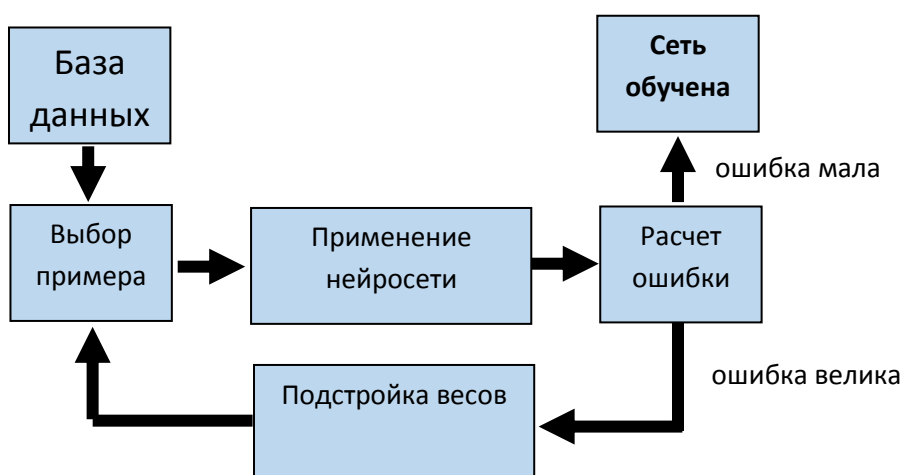 База
данных
Сеть
обучена
ошибка мала
Выбор
примера
Применение
нейросети
Расчет
ошибки
ошибка велика
Подстройка весов